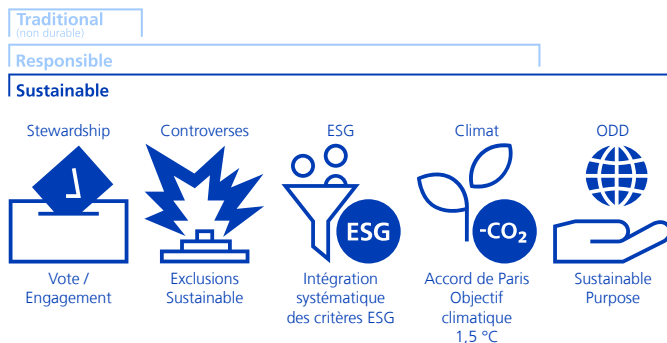 Traditional
(non durable)
Responsible
Sustainable
Stewardship
Controverses
ESG
Climat
ODD
ESG
-CO₂
Vote /
Engagement
Exclusions
Sustainable
Intégration
systématique
des critères ESG
Accord de Paris
Objectif
climatique
1,5 °C
Sustainable
Purpose